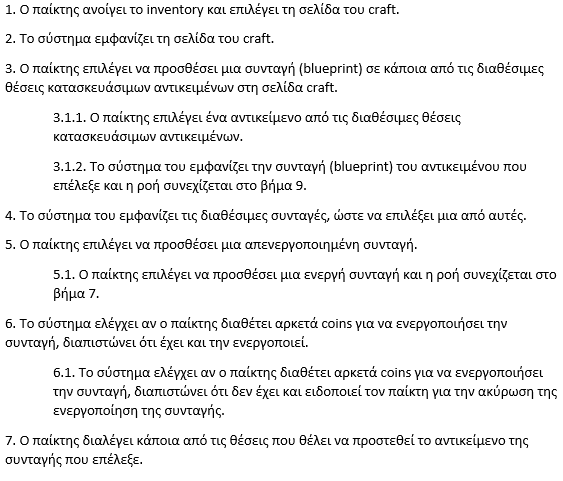 1. Ο παίκτης ανοίγει το inventory και επιλέγει τη σελίδα του craft.
2. Το σύστημα εμφανίζει τη σελίδα του craft.
3. Ο παίκτης επιλέγει να προσθέσει μια συνταγή (blueprint) σε κάποια από τις διαθέσιμες
θέσεις κατασκευάσιμων αντικειμένων στη σελίδα craft.
3.1.1. Ο παίκτης επιλέγει ένα αντικείμενο από τις διαθέσιμες θέσεις
κατασκευάσιμων αντικειμένων.
3.1.2. Το σύστημα του εμφανίζει την συνταγή (blueprint) του αντικειμένου που
επέλεξε και η ροή συνεχίζεται στο βήμα 9.
4. Το σύστημα του εμφανίζει τις διαθέσιμες συνταγές, ώστε να επιλέξει μια από αυτές.
5. Ο παίκτης επιλέγει να προσθέσει μια απενεργοποιημένη συνταγή.
5.1. Ο παίκτης επιλέγει να προσθέσει μια ενεργή συνταγή και η ροή συνεχίζεται στο
βήμα 7.
6. Το σύστημα ελέγχει αν ο παίκτης διαθέτει αρκετά coins για να ενεργοποιήσει την
συνταγή, διαπιστώνει ότι έχει και την ενεργοποιεί.
6.1. Το σύστημα ελέγχει αν ο παίκτης διαθέτει αρκετά coins για να ενεργοποιήσει
την συνταγή, διαπιστώνει ότι δεν έχει και ειδοποιεί τον παίκτη για την ακύρωση της
ενεργοποίηση της συνταγής.
7. Ο παίκτης διαλέγει κάποια από τις θέσεις που θέλει να προστεθεί το αντικείμενο της
συνταγής που επέλεξε.